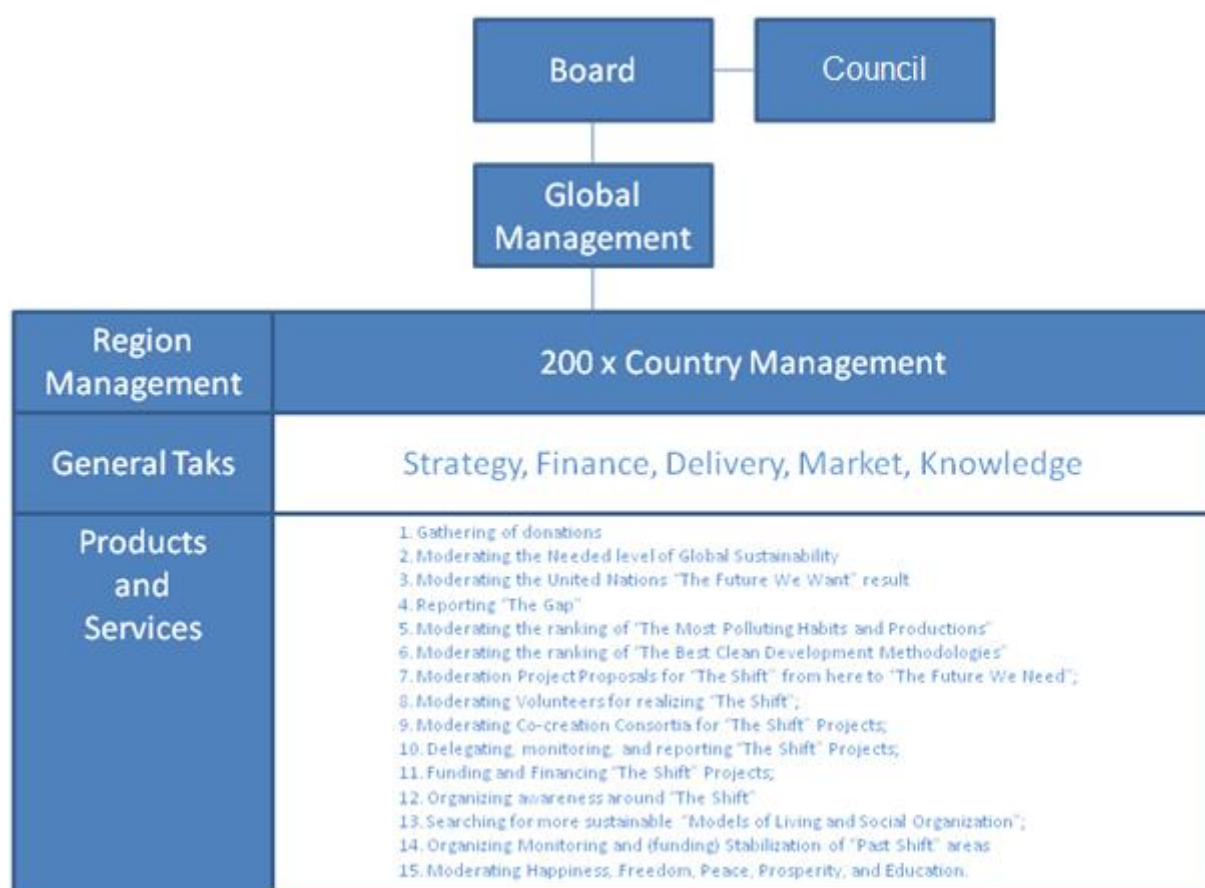 Board
Council
Global
Management
Region
Management
200 x Country Management
General Taks
Strategy, Finance, Delivery, Market, Knowledge
Products
and
Services
1. Gathering of donations
2. Moderating the Needed level of Global Sustainability
3. Moderating the United Nations "The Future We Want" result
4. Reporting "The Gap"
5. Moderating the ranking of "The Most Polluting Habits and Productions"
6. Moderating the ranking of "The Best Clean Development Methodologies"
7. Moderation Project Proposals for "The Shift" from here to "The Future We Need";
8. Moderating Volunteers for realizing "The Shift";
9. Moderating Co-creation Consortia for "The Shift" Projects;
10. Delegating, monitoring, and reporting "The Shift" Projects;
11. Funding and Financing "The Shift" Projects;
12. Organizing awareness around "The Shift"
13. Searching for more sustainable "Models of Living and Social Organization";
14. Organizing Monitoring and (funding) Stabilization of "Past Shift" areas
15. Moderating Happiness, Freedom, Peace, Prosperity, and Education.